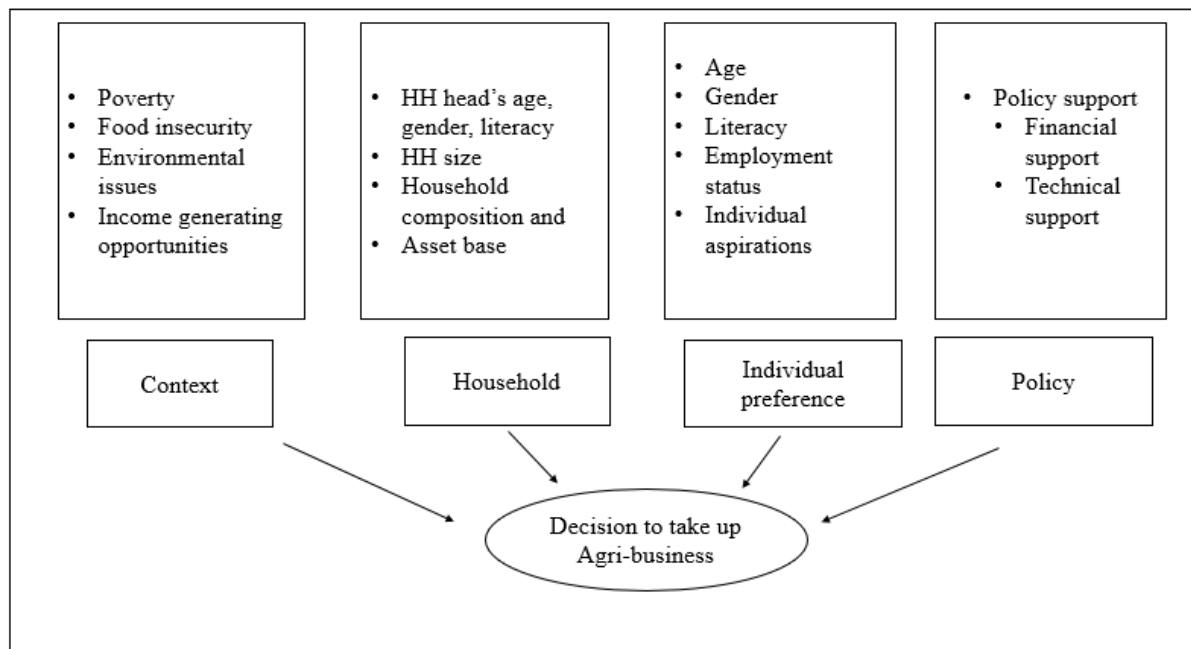 • Poverty
• Food insecurity
• Environmental
issues
• Income generating
opportunities
• HH head’s age,
gender, literacy
• HH size
• Household
composition and
• Asset base
• Age
• Gender
• Literacy
• Employment
status
• Individual
aspirations
• Policy support
• Financial
support
• Technical
support
Context
Household
Individual
preference
Policy
Decision to take up
Agri-business